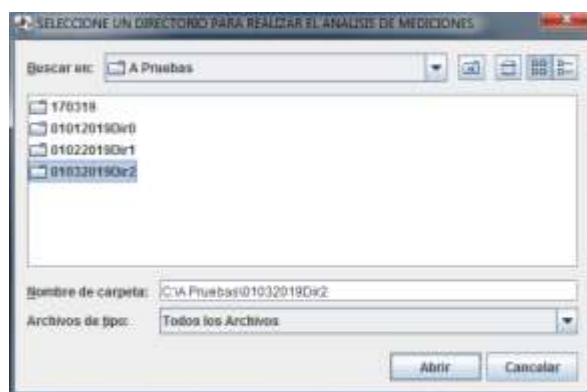 SELECCIONE UN DIRECTORIO PARA REALIZAR EL ANALISIS DE MEDICIONES
Buscar en: A Pruebas
170318
01012019Dir0
01022019Dir1
01032019Dir2
Nombre de carpeta: C:\A Pruebas\01032019Dir2
Archivos de tipo: Todos los Archivos
Abrir Cancelar